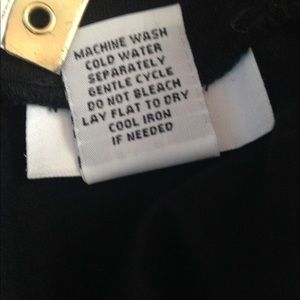 MACHINE WASH
COLD WATER
SEPARATELY
GENTLE CYCLE
DO NOT BLEACH
LAY FLAT TO DRY
COOL IRON
IF NEEDED